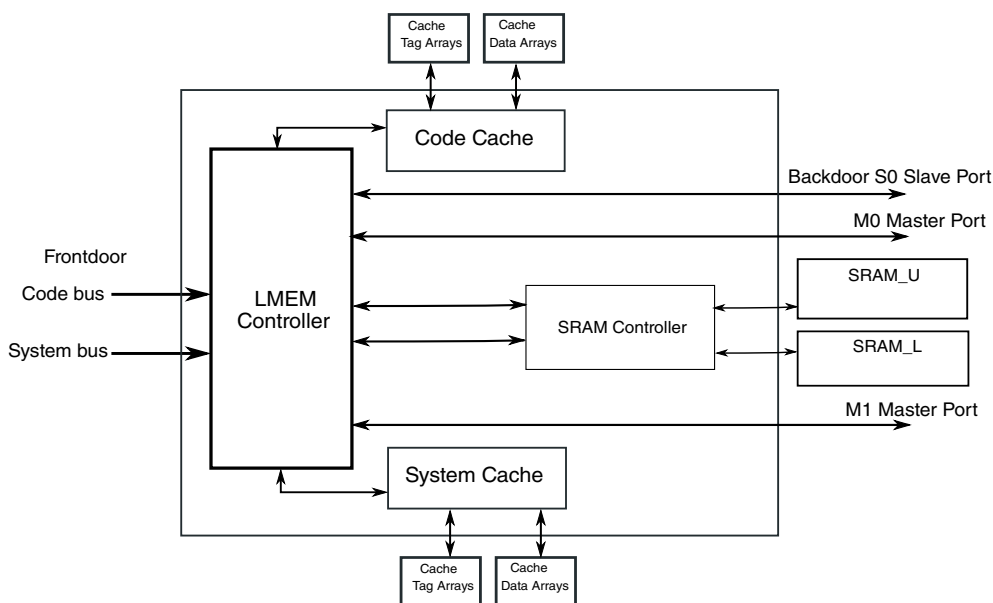 Cache
Tag Arrays
Cache
Data Arrays
Code Cache
Backdoor S0 Slave Port
M0 Master Port
Frontdoor
Code bus
System bus
LMEM
Controller
SRAM Controller
SRAM_U
SRAM_L
M1 Master Port
System Cache
Cache
Tag Arrays
Cache
Data Arrays